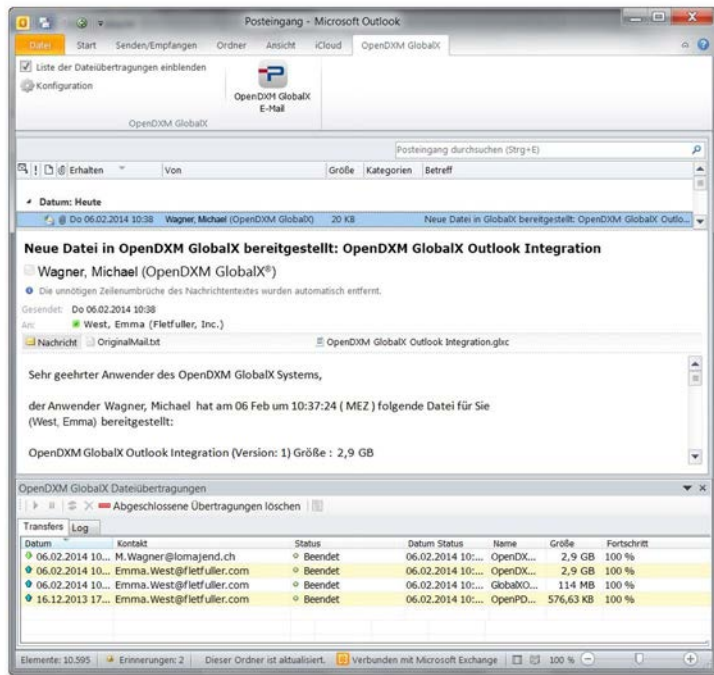 Posteingang - Microsoft Outlook
Datei Start Senden/Empfangen Ordner Ansicht iCloud OpenDXM GlobalX
Liste der Dateiübertragungen einblenden
Konfiguration
OpenDXM GlobalX
E-Mail
OpenDXM GlobalX
Posteingang durchsuchen (Strg+E)
Erhalten Von Größe Kategorien Betreff
Datum: Heute
Do 06.02.2014 10:38 Wagner, Michael (OpenDXM GlobalX) 20 KB Neue Datei in GlobalX bereitgestellt: OpenDXM GlobalX Outlo...
Neue Datei in OpenDXM GlobalX bereitgestellt: OpenDXM GlobalX Outlook Integration
Wagner, Michael (OpenDXM GlobalX®)
Die unnötigen Zeilenumbrüche des Nachrichtentextes wurden automatisch entfernt.
Gesendet: Do 06.02.2014 10:38
An: West, Emma (Fletfuller, Inc.)
Nachricht OriginalMail.txt OpenDXM GlobalX Outlook Integration.glxc
Sehr geehrter Anwender des OpenDXM GlobalX Systems,
der Anwender Wagner, Michael hat am 06 Feb um 10:37:24 ( MEZ ) folgende Datei für Sie
(West, Emma) bereitgestellt:
OpenDXM GlobalX Outlook Integration (Version: 1) Größe : 2,9 GB
OpenDXM GlobalX Dateiübertragungen
Abgeschlossene Übertragungen löschen
Transfers Log
Datum Kontakt Status Datum Status Name Größe Fortschritt
06.02.2014 10... M.Wagner@lomajend.ch Beendet 06.02.2014 10:... OpenDX... 2,9 GB 100 %
06.02.2014 10... Emma.West@fletfuller.com Beendet 06.02.2014 10:... OpenDX... 2,9 GB 100 %
06.02.2014 10... Emma.West@fletfuller.com Beendet 06.02.2014 10:... GlobalXO... 114 MB 100 %
16.12.2013 17... Emma.West@fletfuller.com Beendet 06.02.2014 10:... OpenPD... 576,63 KB 100 %
Elemente: 10.595 Erinnerungen: 2 Dieser Ordner ist aktualisiert. Verbunden mit Microsoft Exchange 100 %